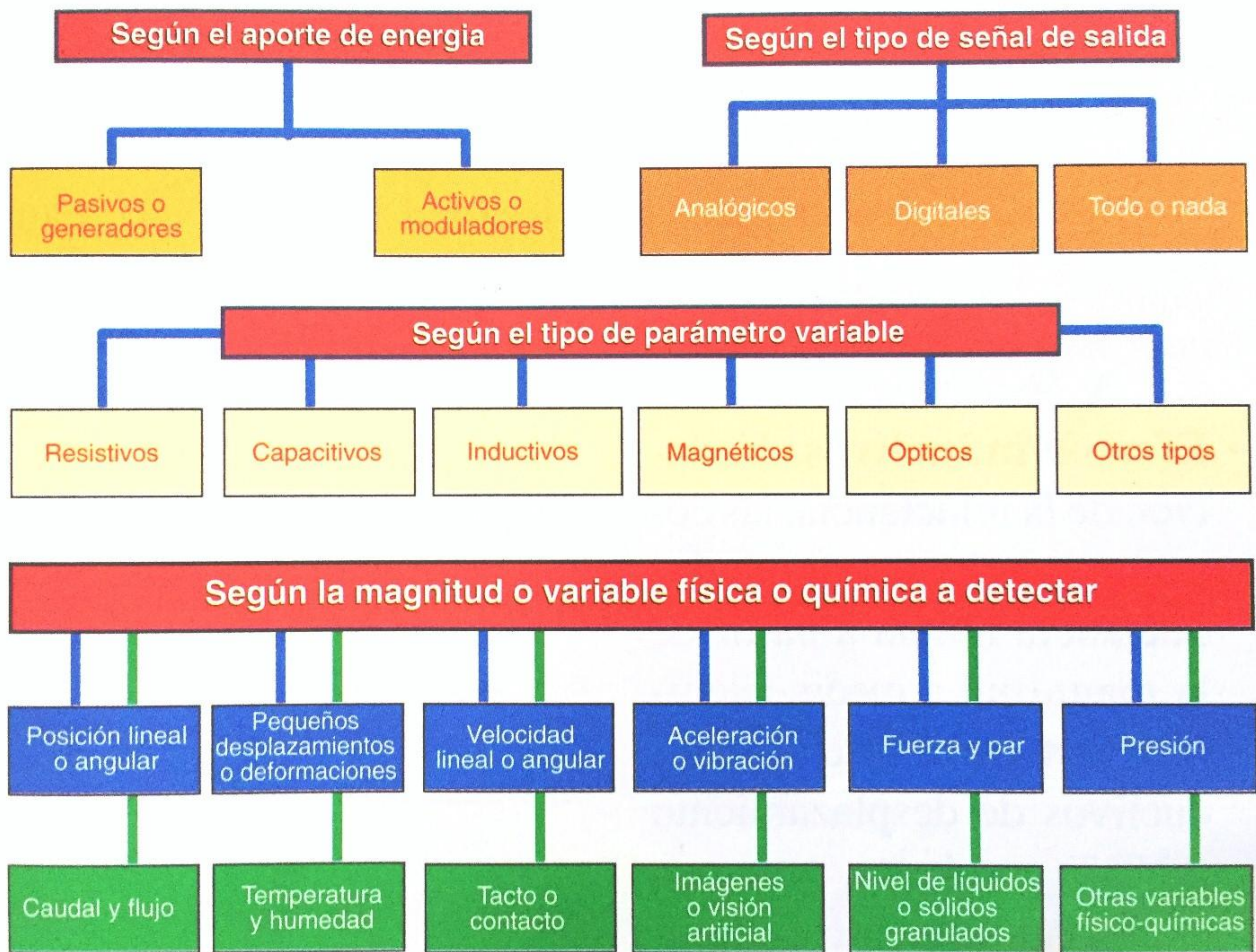 Según el aporte de energia
Según el tipo de señal de salida
Pasivos o
generadores
Activos o
moduladores
Analógicos
Digitales
Todo o nada
Según el tipo de parámetro variable
Resistivos
Capacitivos
Inductivos
Magnéticos
Opticos
Otros tipos
Según la magnitud o variable física o química a detectar
Posición lineal
o angular
Pequeños
desplazamientos
o deformaciones
Velocidad
lineal o angular
Aceleración
o vibración
Fuerza y par
Presión
Caudal y flujo
Temperatura
y humedad
Tacto o
contacto
Imágenes
o visión
artificial
Nivel de líquidos
o sólidos
granulados
Otras variables
físico-químicas